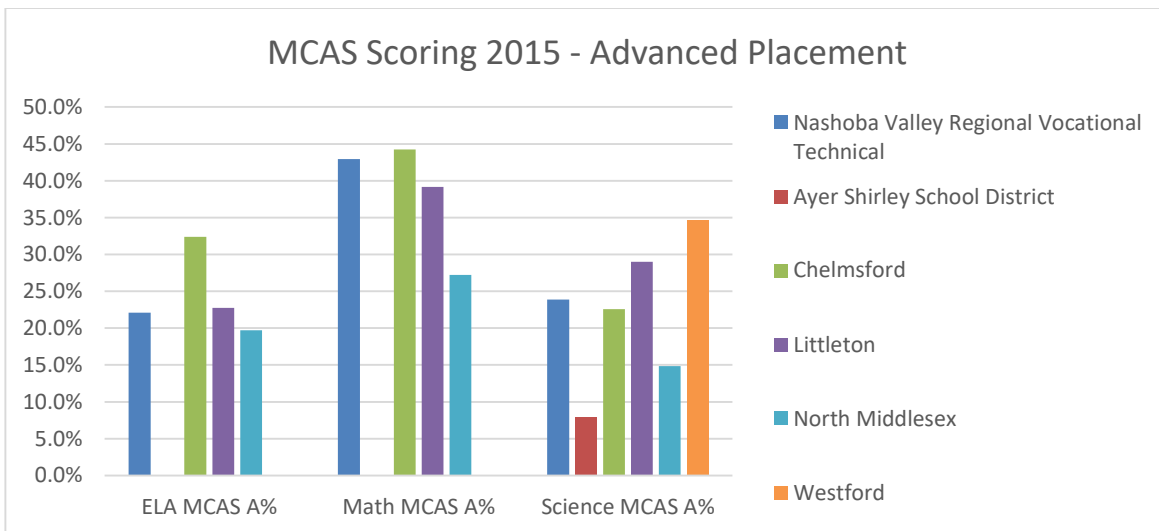 MCAS Scoring 2015 - Advanced Placement
50.0%
45.0%
40.0%
35.0%
30.0%
25.0%
20.0%
15.0%
10.0%
5.0%
0.0%
ELA MCAS A%
Math MCAS A%
Science MCAS A%
Nashoba Valley Regional Vocational
Technical
Ayer Shirley School District
Chelmsford
Littleton
North Middlesex
Westford